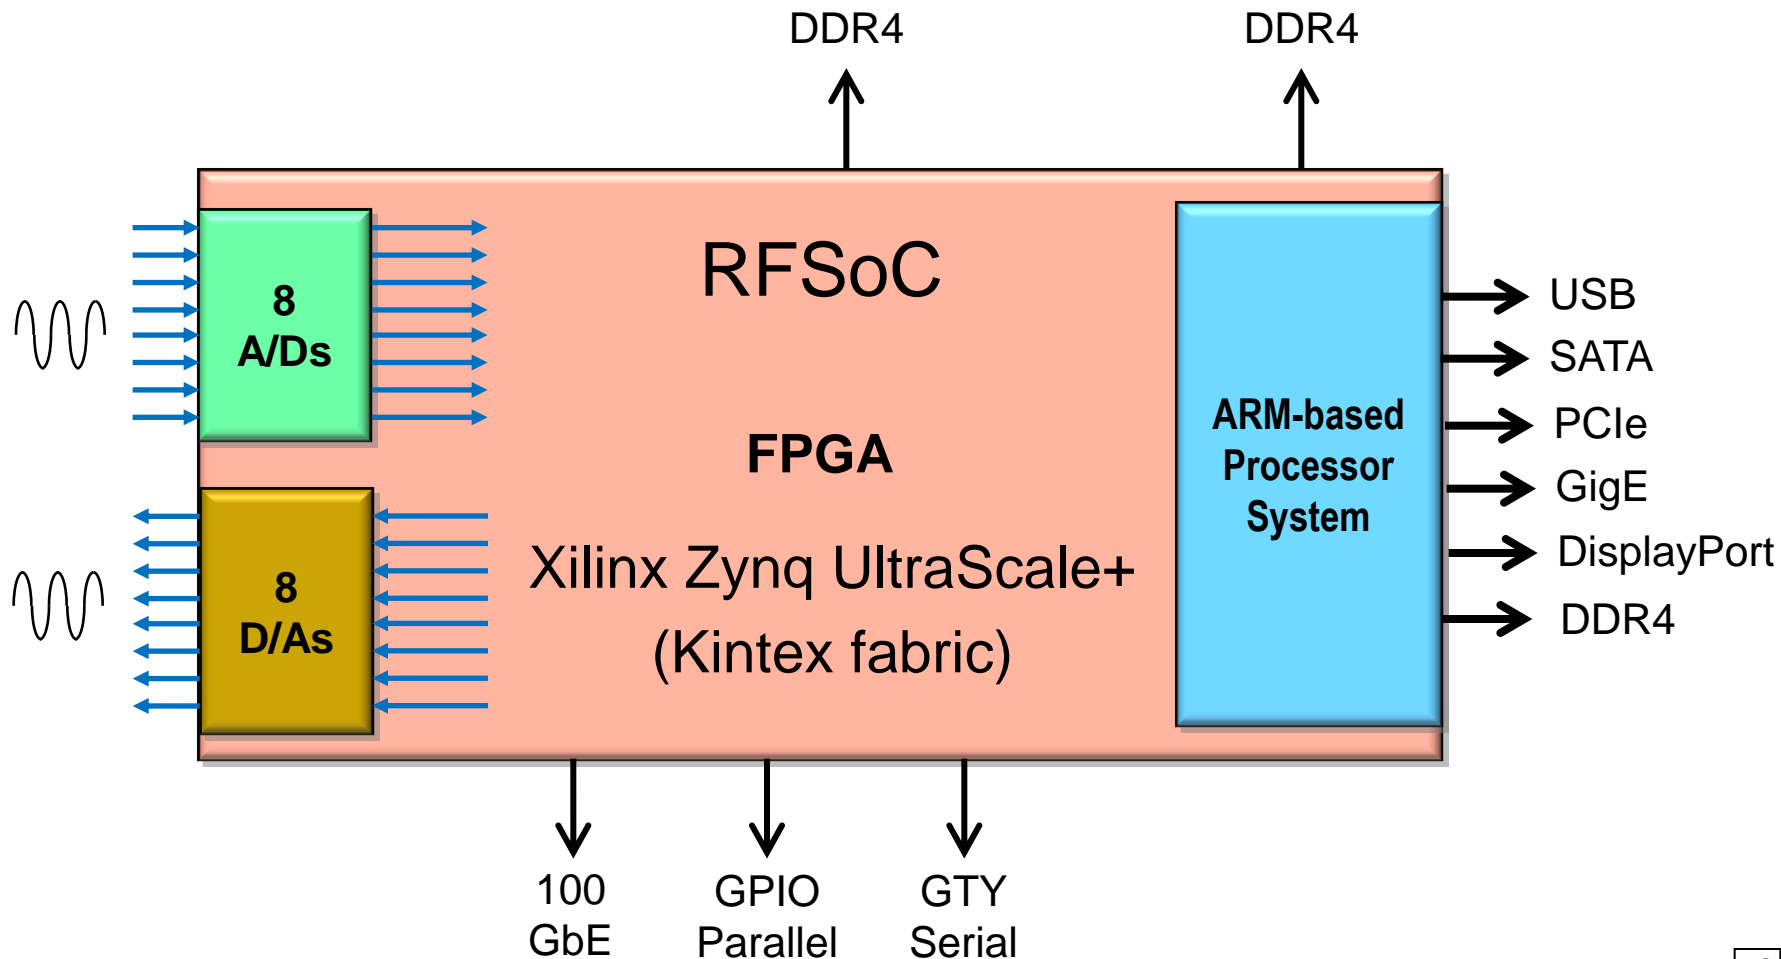 DDR4
DDR4
RFSoC
8
A/Ds
FPGA
Xilinx Zynq UltraScale+
(Kintex fabric)
8
D/As
ARM-based
Processor
System
USB
SATA
PCIe
GigE
DisplayPort
DDR4
100
GbE
GPIO
Parallel
GTY
Serial